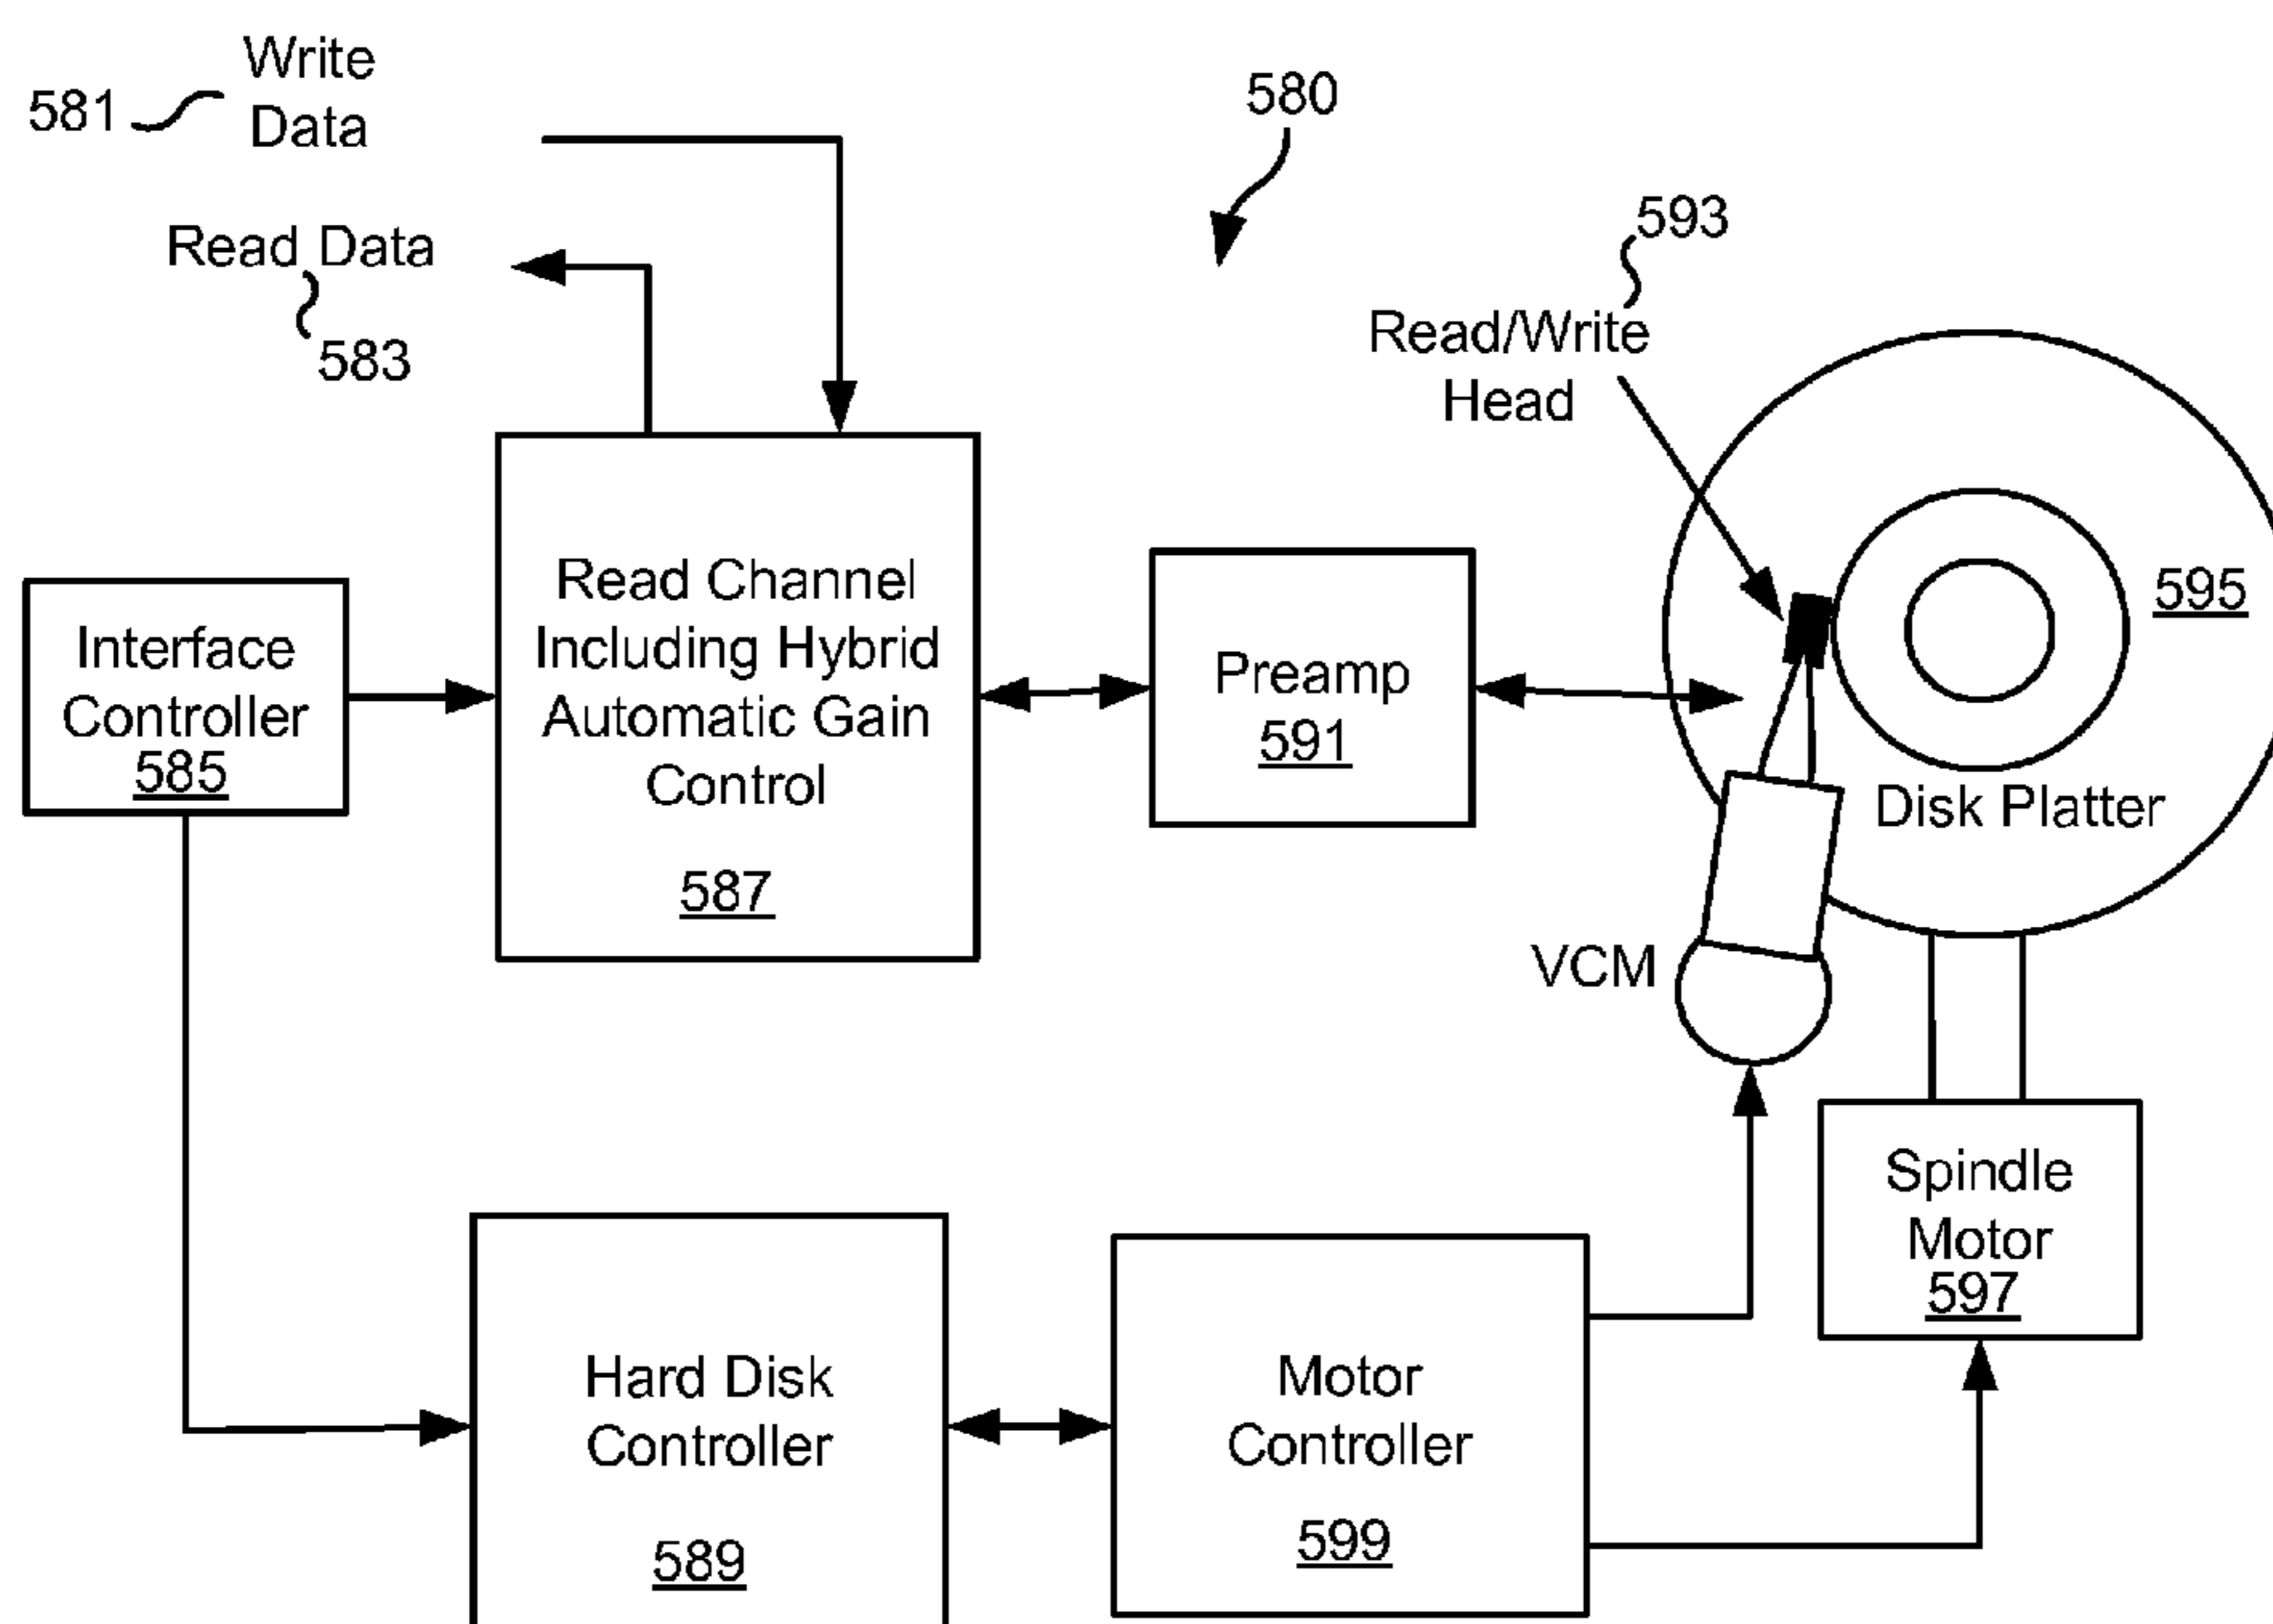 Write
Data
581
580
Read Data
583
593
Read/Write
Head
Read Channel
Including Hybrid
Automatic Gain
Control
587
Interface
Controller
585
Preamp
591
595
Disk Platter
VCM
Spindle
Motor
597
Hard Disk
Controller
589
Motor
Controller
599